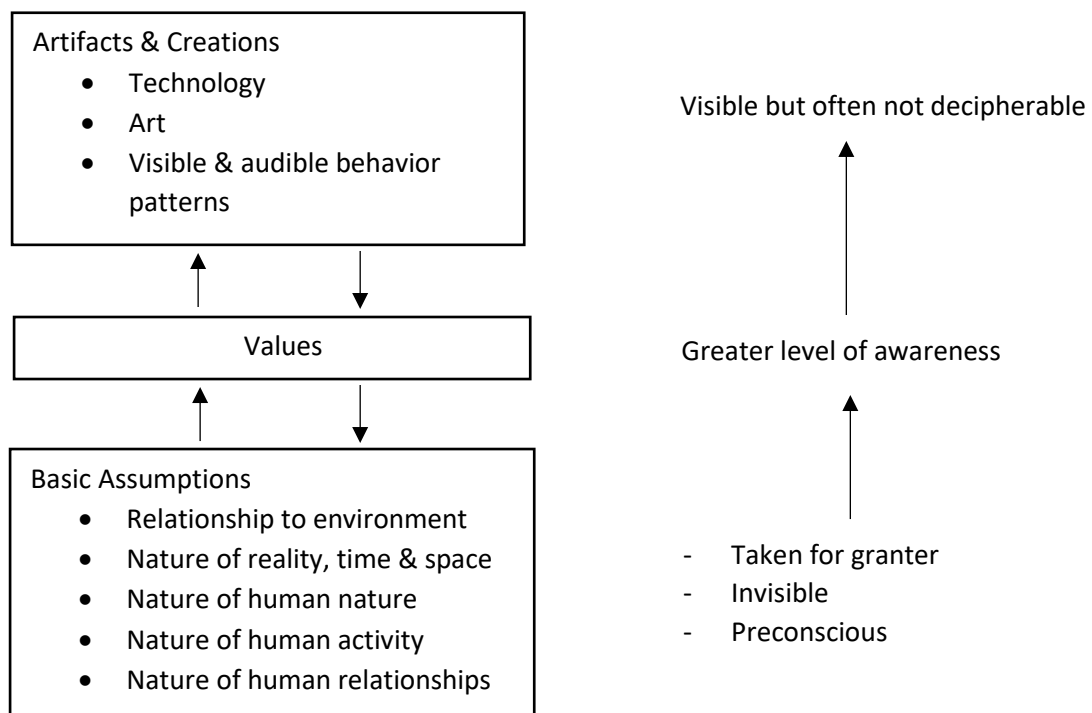 Artifacts & Creations
• Technology
• Art
• Visible & audible behavior
patterns
Visible but often not decipherable
Values
Greater level of awareness
Basic Assumptions
• Relationship to environment
• Nature of reality, time & space
• Nature of human nature
• Nature of human activity
• Nature of human relationships
- Taken for granter
- Invisible
- Preconscious